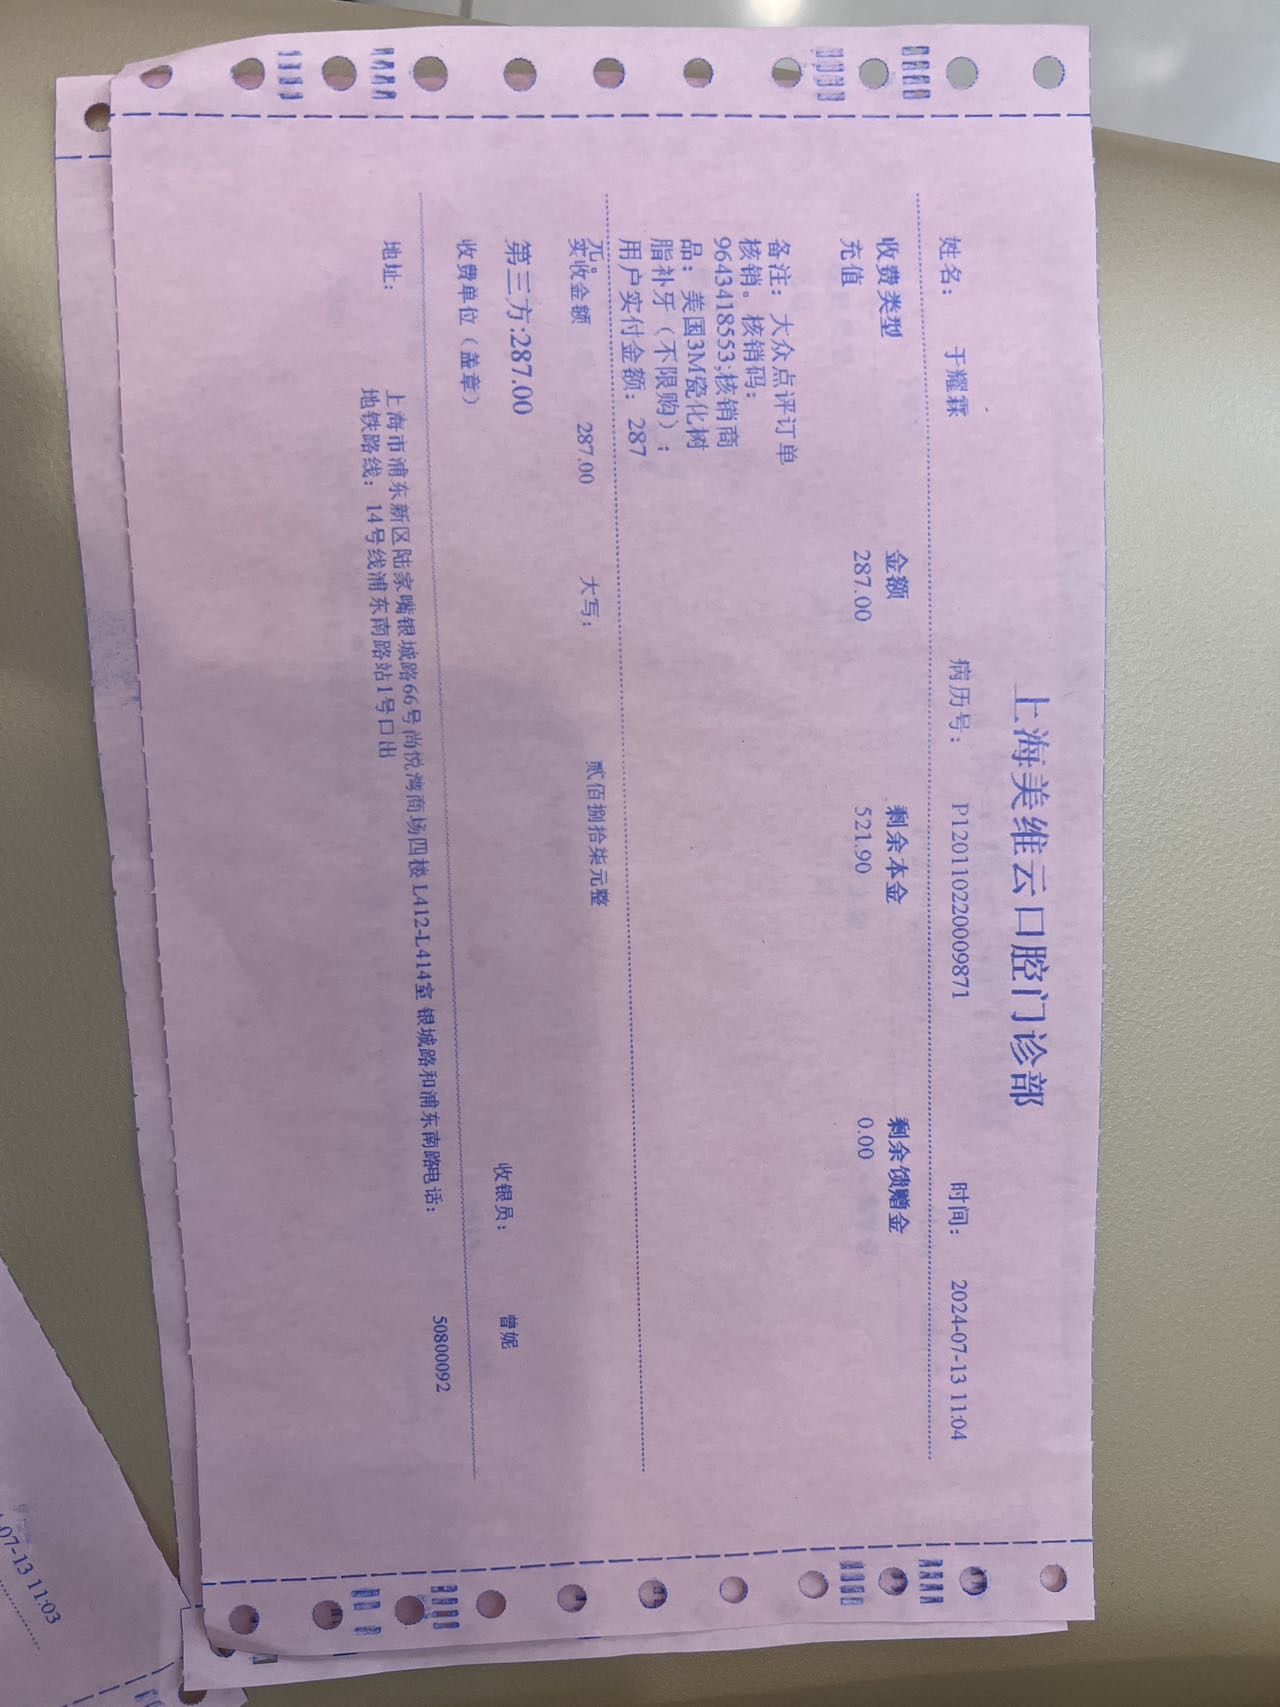 上海美维云口腔门诊部
姓名： 于耀霖 病历号： P1201102200009871 时间： 2024-07-13 11:04
收费类型 金额 剩余本金 剩余馈赠金
充值 287.00 521.90 0.00
备注：大众点评订单
核销。核销码：
9643418553;核销商
品：美国3M瓷化树
脂补牙（不限购）；
用户实付金额：287
元。
实收金额 287.00 大写： 贰佰捌拾柒元整
第三方:287.00
收费单位（盖章） 收银员： 曾妮
地址： 上海市浦东新区陆家嘴银城路66号尚悦湾商场四楼 L412-L414室 银城路和浦东南路电话： 50800092
地铁路线：14号线浦东南路站1号口出
07-13 11:03